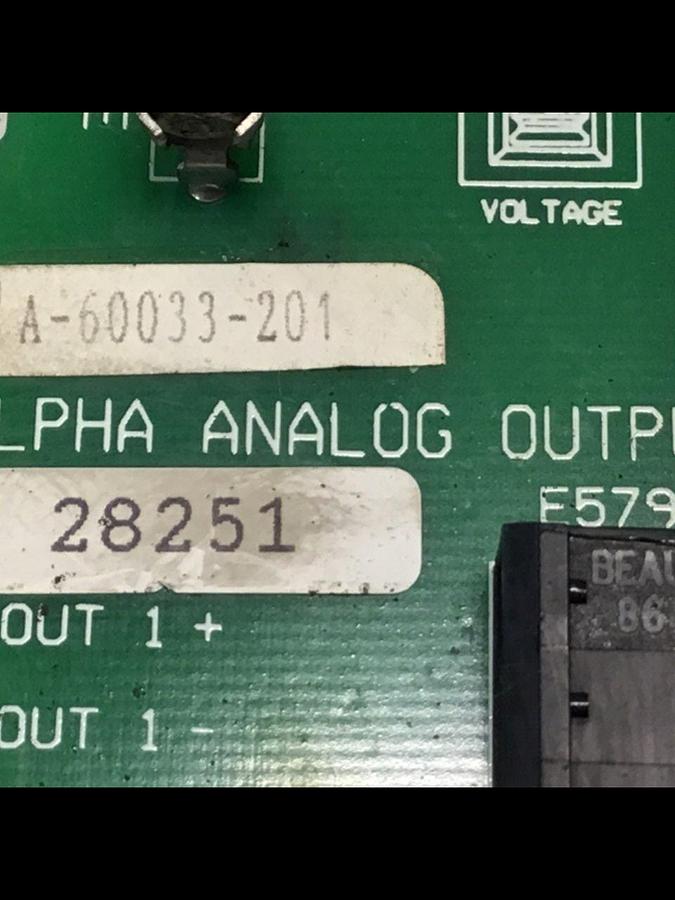 VOLTAGE
A-60033-201
LPHA ANALOG OUTP
28251
E579
BEAU
86
OUT 1 +
OUT 1 -